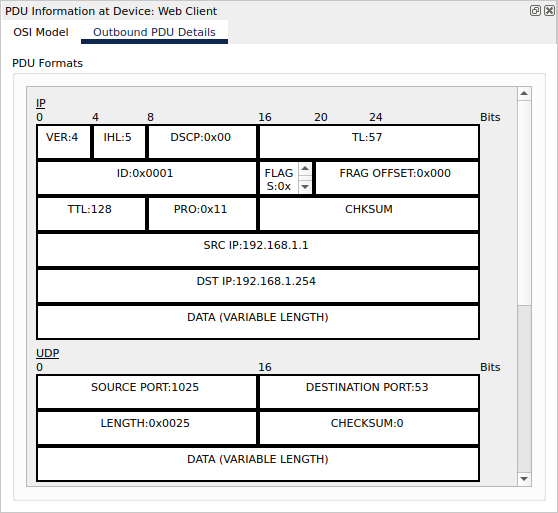 PDU Information at Device: Web Client
OSI Model Outbound PDU Details
PDU Formats
IP
0 4 8 16 20 24 Bits
VER:4 IHL:5 DSCP:0x00 TL:57
ID:0x0001 FLAG
S:0x FRAG OFFSET:0x000
TTL:128 PRO:0x11 CHKSUM
SRC IP:192.168.1.1
DST IP:192.168.1.254
DATA (VARIABLE LENGTH)
UDP
0 16 Bits
SOURCE PORT:1025 DESTINATION PORT:53
LENGTH:0x0025 CHECKSUM:0
DATA (VARIABLE LENGTH)